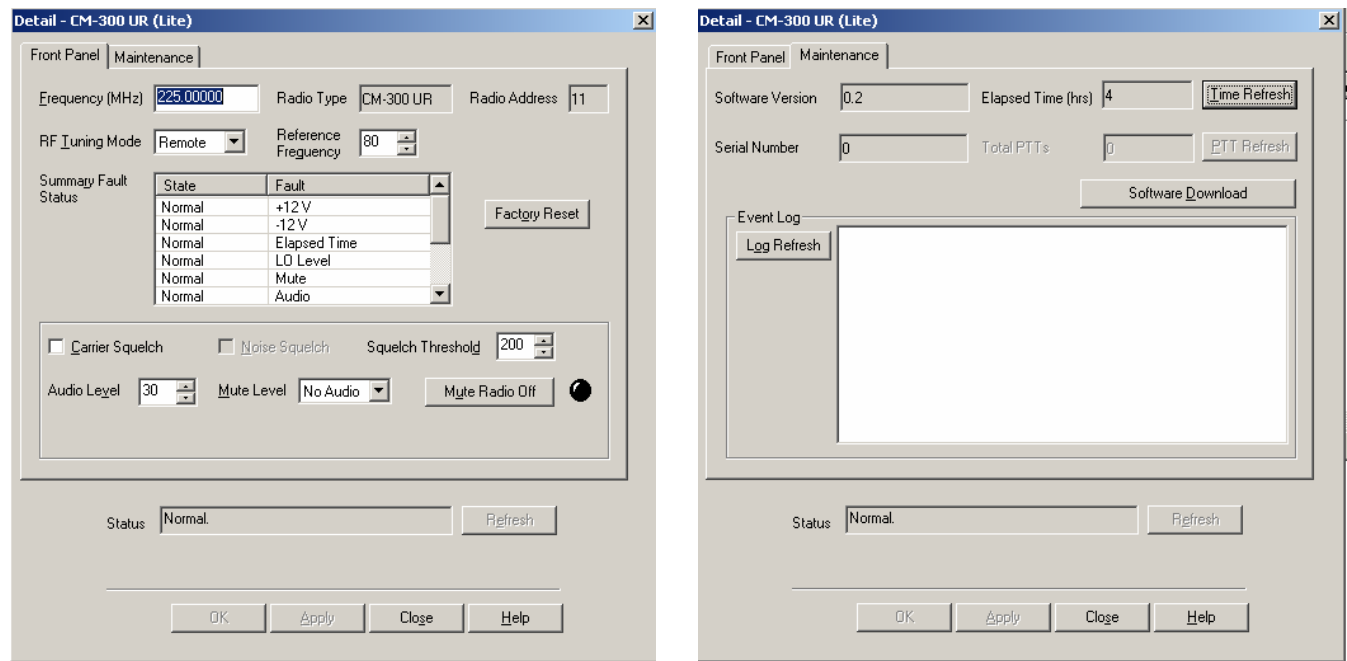 Detail - CM-300 UR (Lite)
Front Panel Maintenance
Frequency (MHz) 225.00000 Radio Type CM-300 UR Radio Address 11
RF Tuning Mode Remote Reference Frequency 80
Summary Fault Status
State Fault
Normal +12 V
Normal -12 V
Normal Elapsed Time
Normal LO Level
Normal Mute
Normal Audio
Factory Reset
Carrier Squelch Noise Squelch Squelch Threshold 200
Audio Level 30 Mute Level No Audio Mute Radio Off
Status Normal. Refresh
OK Apply Close Help
Detail - CM-300 UR (Lite)
Front Panel Maintenance
Software Version 0.2 Elapsed Time (hrs) 4 Time Refresh
Serial Number 0 Total PTTs 0 PTT Refresh
Software Download
Event Log
Log Refresh
Status Normal. Refresh
OK Apply Close Help